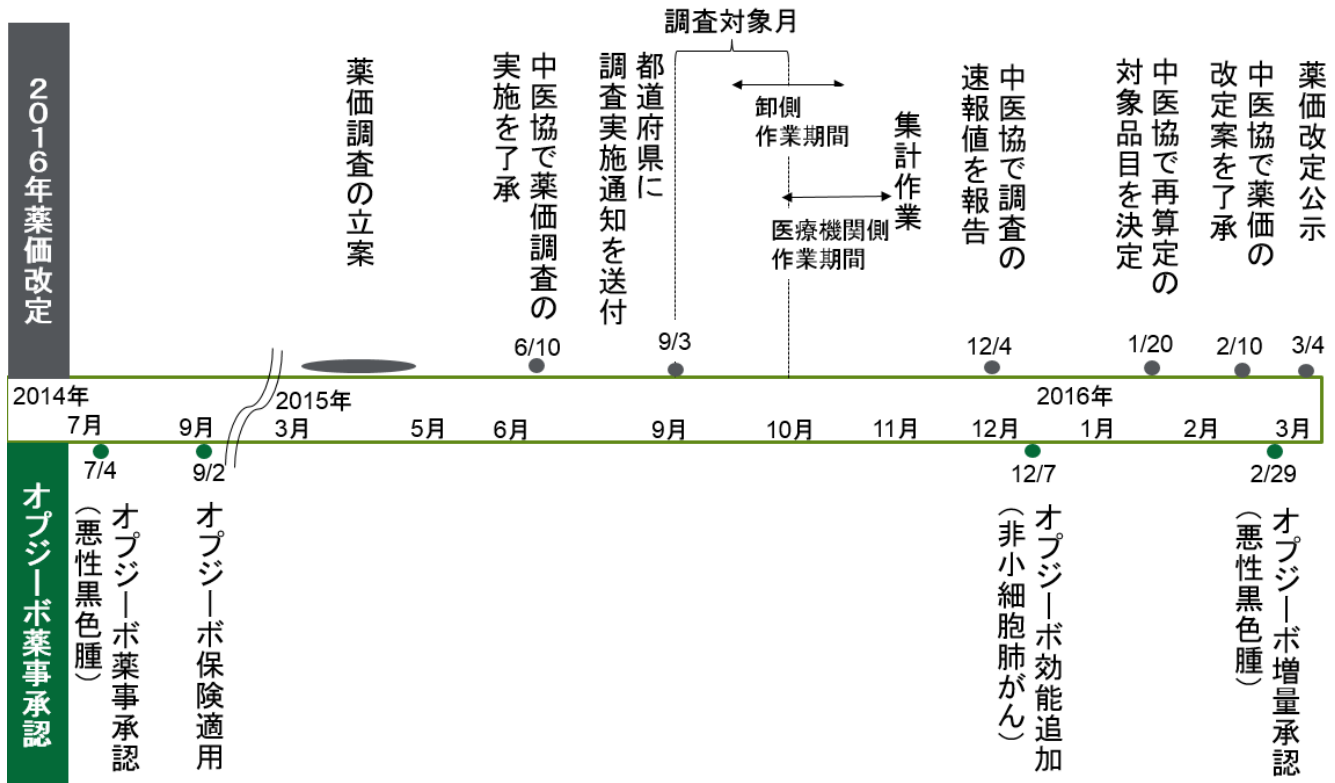 2016年薬価改定
薬価調査の立案
中医協で薬価調査の
実施を了承
都道府県に
調査実施通知を送付
調査対象月
卸側
作業期間
医療機関側
作業期間
集計作業
中医協で調査の
速報値を報告
中医協で再算定の
対象品目を決定
中医協で薬価の
改定案を了承
薬価改定公示
6/10
9/3
12/4
1/20
2/10
3/4
2014年
2015年
2016年
7月
9月
3月
5月
6月
9月
10月
11月
12月
1月
2月
3月
オプジーボ薬事承認
7/4
オプジーボ薬事承認
（悪性黒色腫）
9/2
オプジーボ保険適用
12/7
オプジーボ効能追加
（非小細胞肺がん）
2/29
オプジーボ増量承認
（悪性黒色腫）